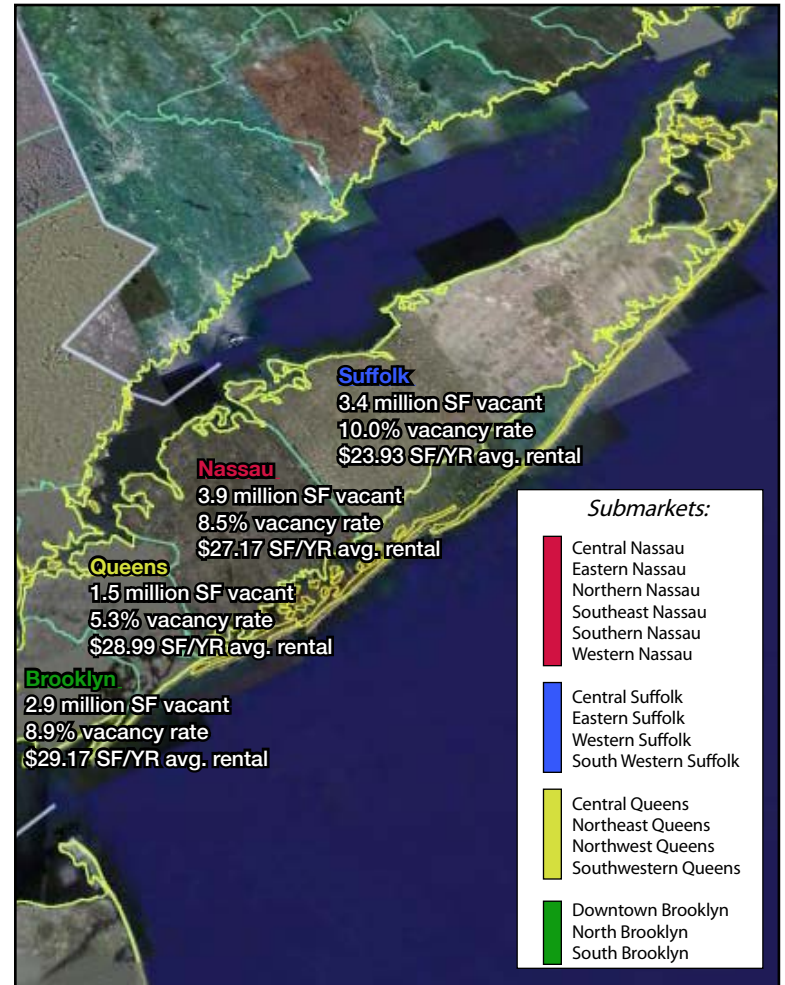 Suffolk
3.4 million SF vacant
10.0% vacancy rate
$23.93 SF/YR avg. rental
Nassau
3.9 million SF vacant
8.5% vacancy rate
$27.17 SF/YR avg. rental
Queens
1.5 million SF vacant
5.3% vacancy rate
$28.99 SF/YR avg. rental
Brooklyn
2.9 million SF vacant
8.9% vacancy rate
$29.17 SF/YR avg. rental
Submarkets:
Central Nassau
Eastern Nassau
Northern Nassau
Southeast Nassau
Southern Nassau
Western Nassau
Central Suffolk
Eastern Suffolk
Western Suffolk
South Western Suffolk
Central Queens
Northeast Queens
Northwest Queens
Southwestern Queens
Downtown Brooklyn
North Brooklyn
South Brooklyn